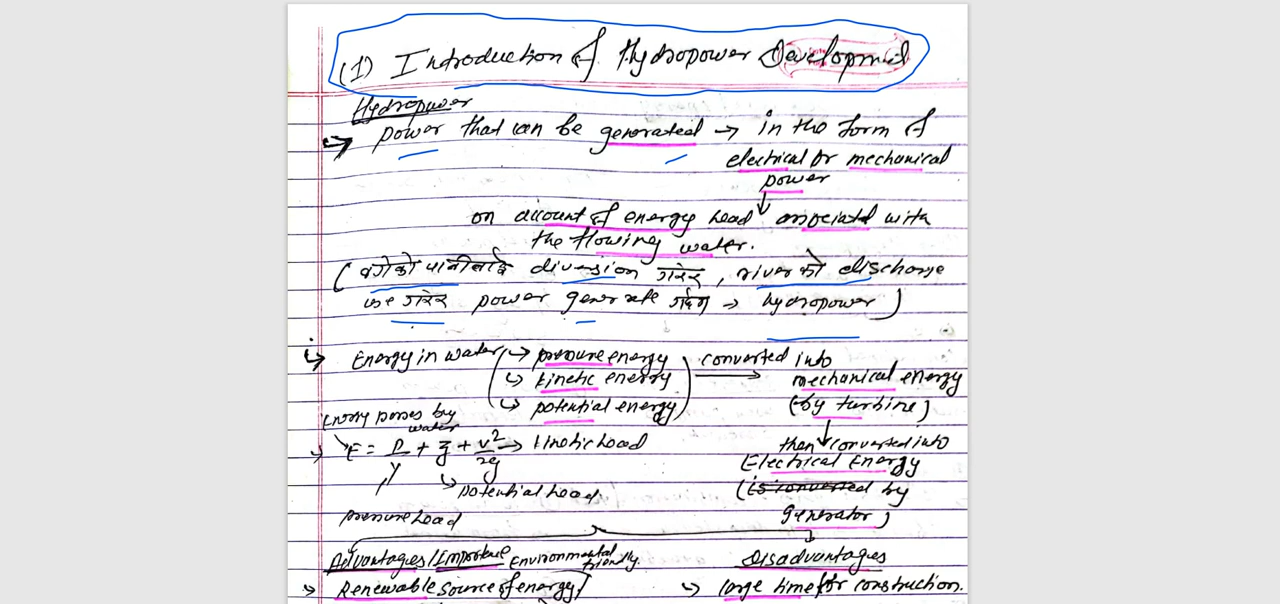 (1) Introduction of Hydropower Development
Hydropower
→ power that can be generated → in the form of
electrical or mechanical
power
↓
on account of energy head associated with
the flowing water.
( बगेको पानीलाई diversion गरेर, river को discharge
use गरेर power generate गर्दछ → hydropower )
↳ Energy in water ( ↳ pressure energy
↳ kinetic energy
↳ potential energy ) converted into →
mechanical energy
(by turbine)
↓
then converted into
Electrical Energy
(is converted by
generator)
Energy posses by
water
→ E = P/γ + z + v²/2g → kinetic head
↳ potential head
pressure head
Advantages / Importance Environmental friendly.
Disadvantages
→ Renewable source of energy
↳ large time for construction.